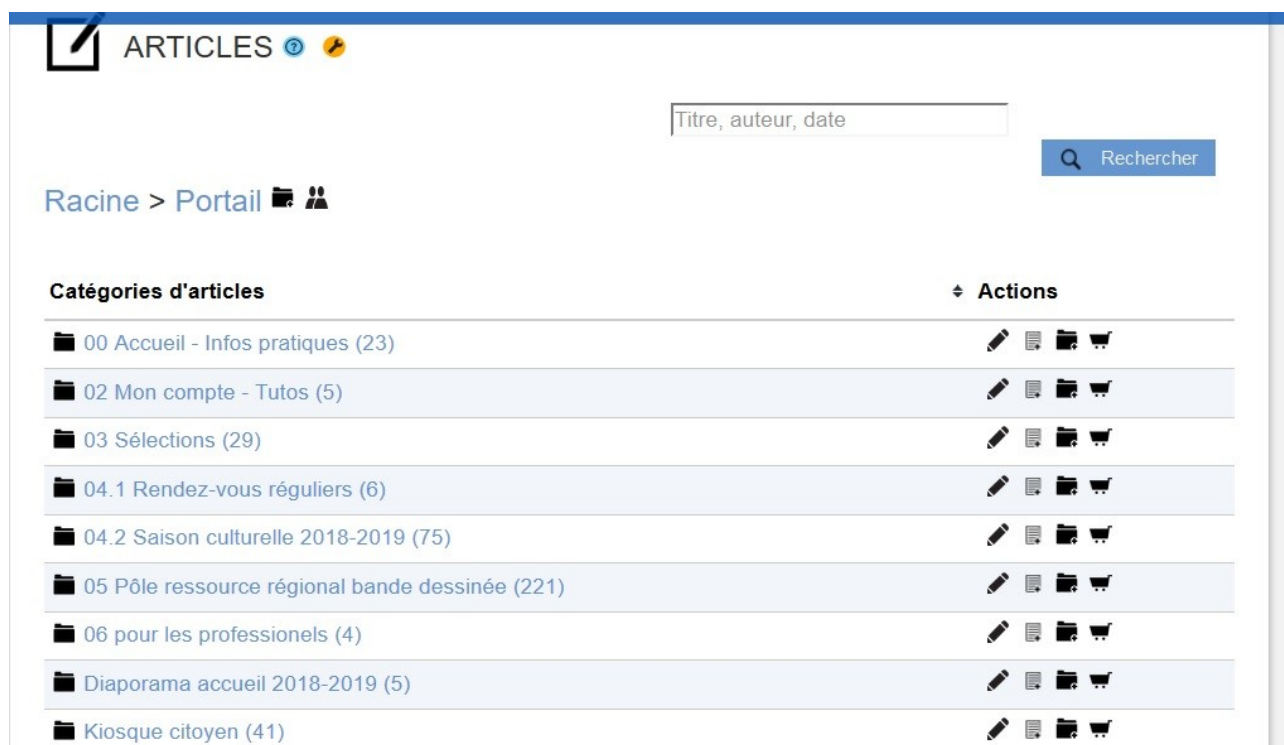 ARTICLES
Titre, auteur, date
Rechercher
Racine > Portail
Catégories d'articles Actions
00 Accueil - Infos pratiques (23)
02 Mon compte - Tutos (5)
03 Sélections (29)
04.1 Rendez-vous réguliers (6)
04.2 Saison culturelle 2018-2019 (75)
05 Pôle ressource régional bande dessinée (221)
06 pour les professionels (4)
Diaporama accueil 2018-2019 (5)
Kiosque citoyen (41)